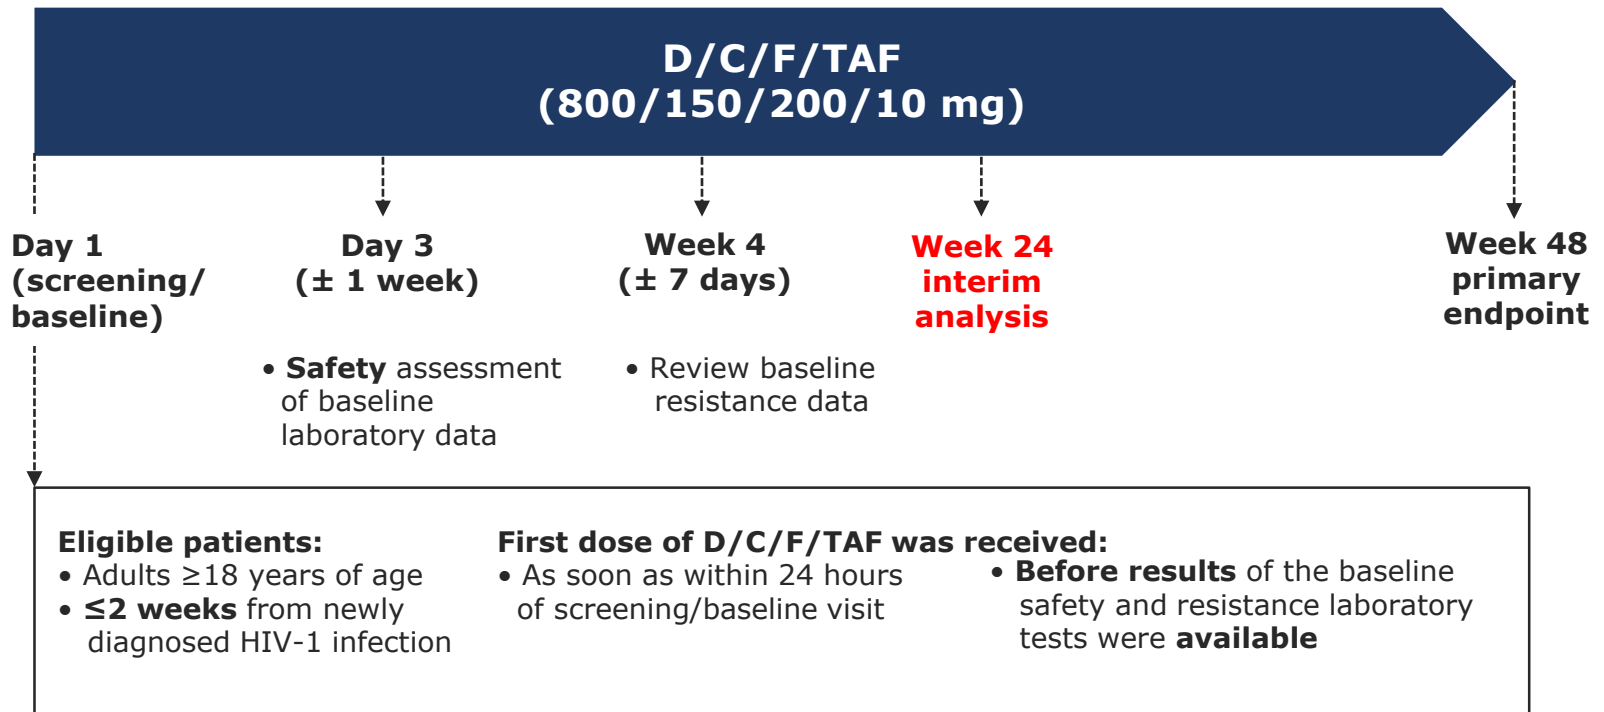 D/C/F/TAF
(800/150/200/10 mg)
Day 1
(screening/
baseline)
Day 3
(± 1 week)
• Safety assessment
of baseline
laboratory data
Week 4
(± 7 days)
• Review baseline
resistance data
Week 24
interim
analysis
Week 48
primary
endpoint
Eligible patients:
• Adults ≥18 years of age
• ≤2 weeks from newly
diagnosed HIV-1 infection
First dose of D/C/F/TAF was received:
• As soon as within 24 hours
of screening/baseline visit
• Before results of the baseline
safety and resistance laboratory
tests were available